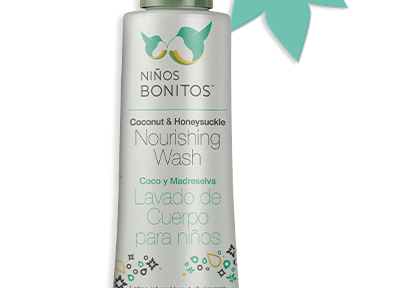 NIÑOS
BONITOS™
Coconut & Honeysuckle
Nourishing
Wash
Coco y Madreselva
Lavado de
Cuerpo
para niños